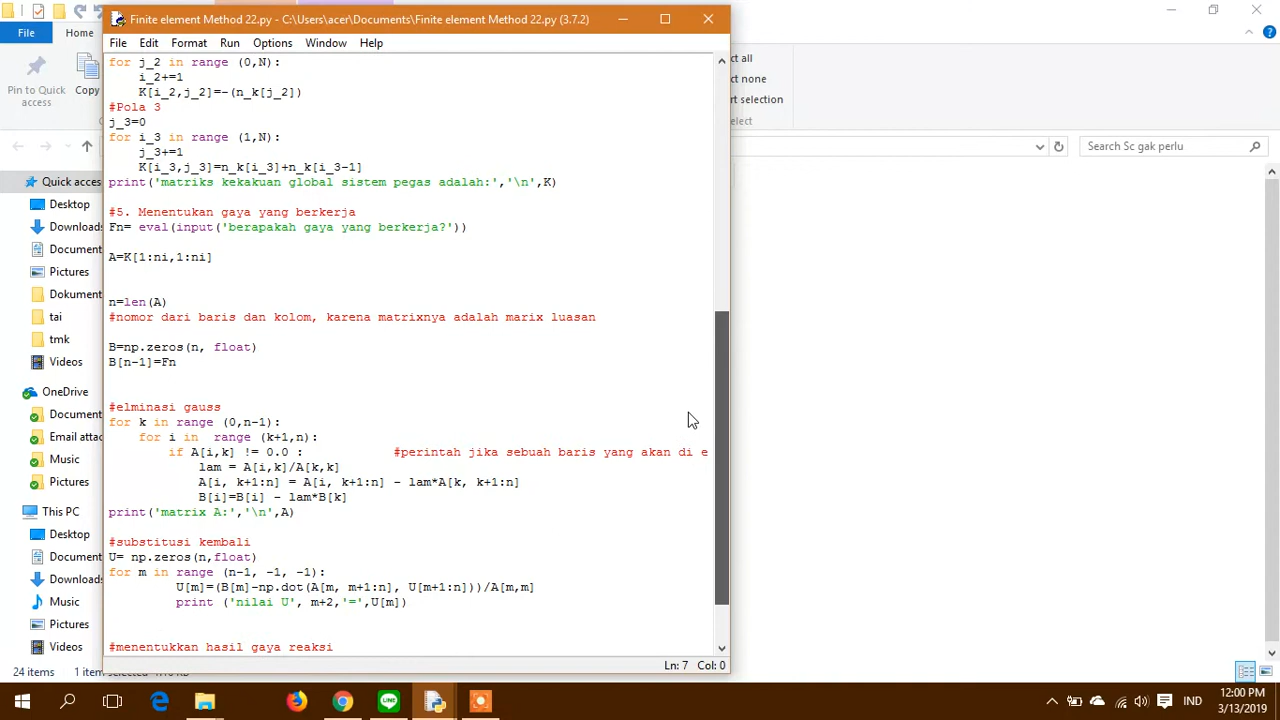 Finite element Method 22.py - C:\Users\acer\Documents\Finite element Method 22.py (3.7.2)
File Edit Format Run Options Window Help
for j_2 in range (0,N):
i_2+=1
K[i_2,j_2]=-(n_k[j_2])
#Pola 3
j_3=0
for i_3 in range (1,N):
j_3+=1
K[i_3,j_3]=n_k[i_3]+n_k[i_3-1]
print('matriks kekakuan global sistem pegas adalah:','\n',K)
#5. Menentukan gaya yang berkerja
Fn= eval(input('berapakah gaya yang berkerja?'))
A=K[1:ni,1:ni]
n=len(A)
#nomor dari baris dan kolom, karena matrixnya adalah marix luasan
B=np.zeros(n, float)
B[n-1]=Fn
#elminasi gauss
for k in range (0,n-1):
for i in  range (k+1,n):
if A[i,k] != 0.0 :            #perintah jika sebuah baris yang akan di e
lam = A[i,k]/A[k,k]
A[i, k+1:n] = A[i, k+1:n] - lam*A[k, k+1:n]
B[i]=B[i] - lam*B[k]
print('matrix A:','\n',A)
#substitusi kembali
U= np.zeros(n,float)
for m in range (n-1, -1, -1):
U[m]=(B[m]-np.dot(A[m, m+1:n], U[m+1:n]))/A[m,m]
print ('nilai U', m+2,'=',U[m])
#menentukkan hasil gaya reaksi
Ln: 7 Col: 0
File Home
Pin to Quick access
Copy
Quick access
Desktop
Downloads
Document
Pictures
Dokument
tai
tmk
Videos
OneDrive
Document
Email attac
Music
Pictures
This PC
Desktop
Document
Downloads
Music
Pictures
Videos
24 items
ct all
ct none
rt selection
elect
Search Sc gak perlu
IND
12:00 PM
3/13/2019